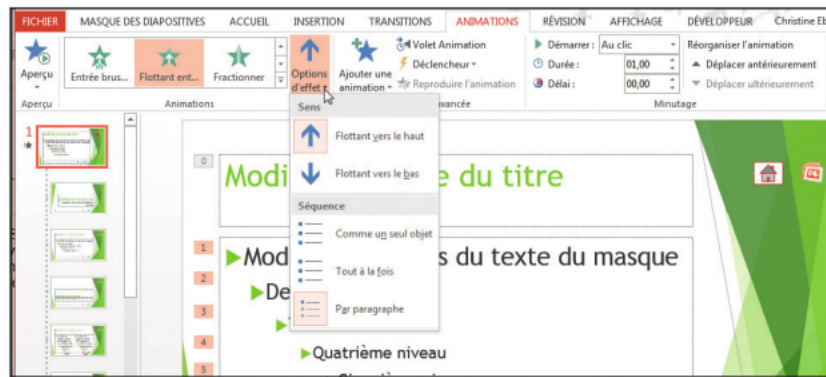 FICHIER MASQUE DES DIAPOSITIVES ACCUEIL INSERTION TRANSITIONS ANIMATIONS RÉVISION AFFICHAGE DÉVELOPPEUR Christine Eb
Aperçu
Entrée brus... Flottant ent... Fractionner
Options d'effet
Ajouter une animation
Volet Animation
Déclencheur
Reproduire l'animation
Démarrer : Au clic
Durée : 01,00
Délai : 00,00
Réorganiser l'animation
Déplacer antérieurement
Déplacer ultérieurement
Aperçu Animations vancée Minutage
Sens
Flottant vers le haut
Flottant vers le bas
Séquence
Comme un seul objet
Tout à la fois
Par paragraphe
1
0
Modi e du titre
1
Mod s du texte du masque
2
De
3
4
Quatrième niveau
5